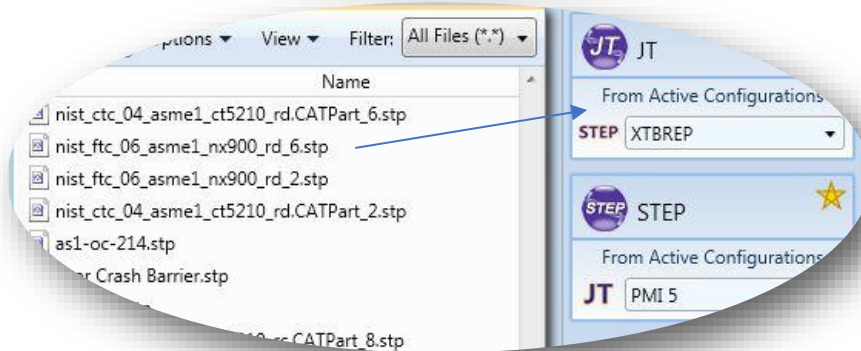 View Filter: All Files (*.*)
Name
nist_ctc_04_asme1_ct5210_rd.CATPart_6.stp
nist_ftc_06_asme1_nx900_rd_6.stp
nist_ftc_06_asme1_nx900_rd_2.stp
nist_ctc_04_asme1_ct5210_rd.CATPart_2.stp
as1-oc-214.stp
Crash Barrier.stp
CATPart_8.stp
JT JT
From Active Configurations
STEP XTBREP
STEP STEP
From Active Configurations
JT PMI 5